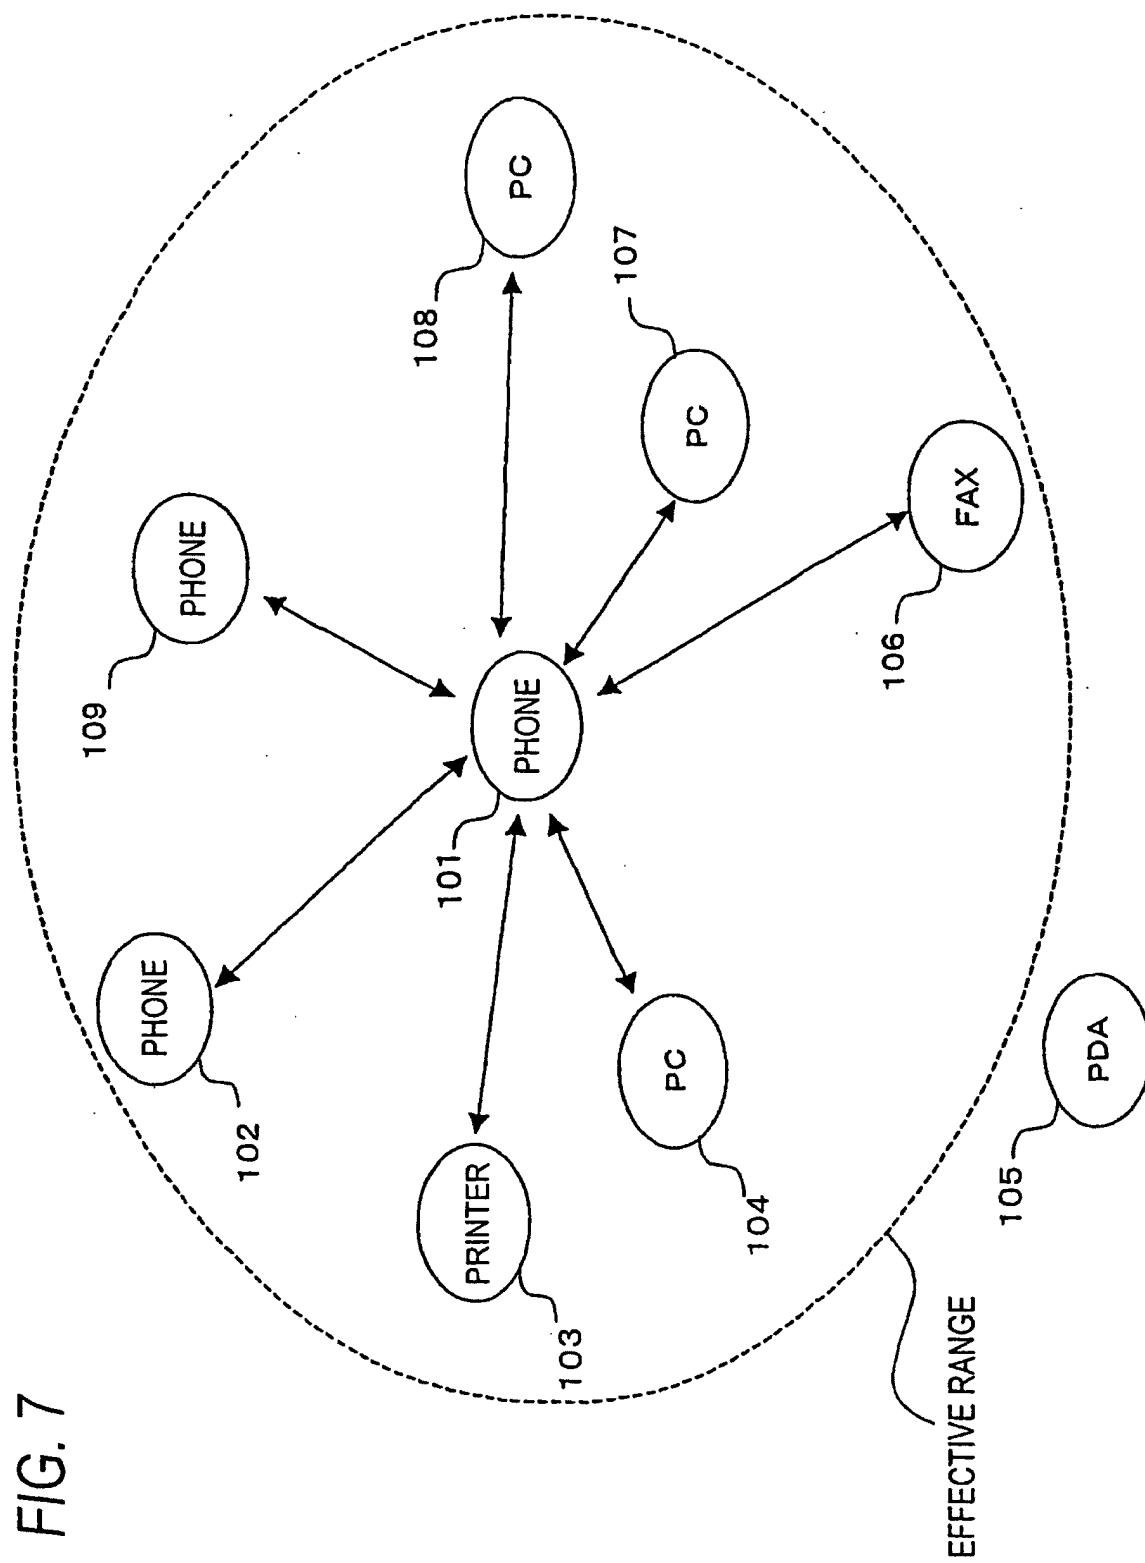 FIG. 7
PHONE
102
PHONE
109
PRINTER
103
PHONE
101
PC
108
PC
104
PC
107
FAX
106
PDA
105
EFFECTIVE RANGE